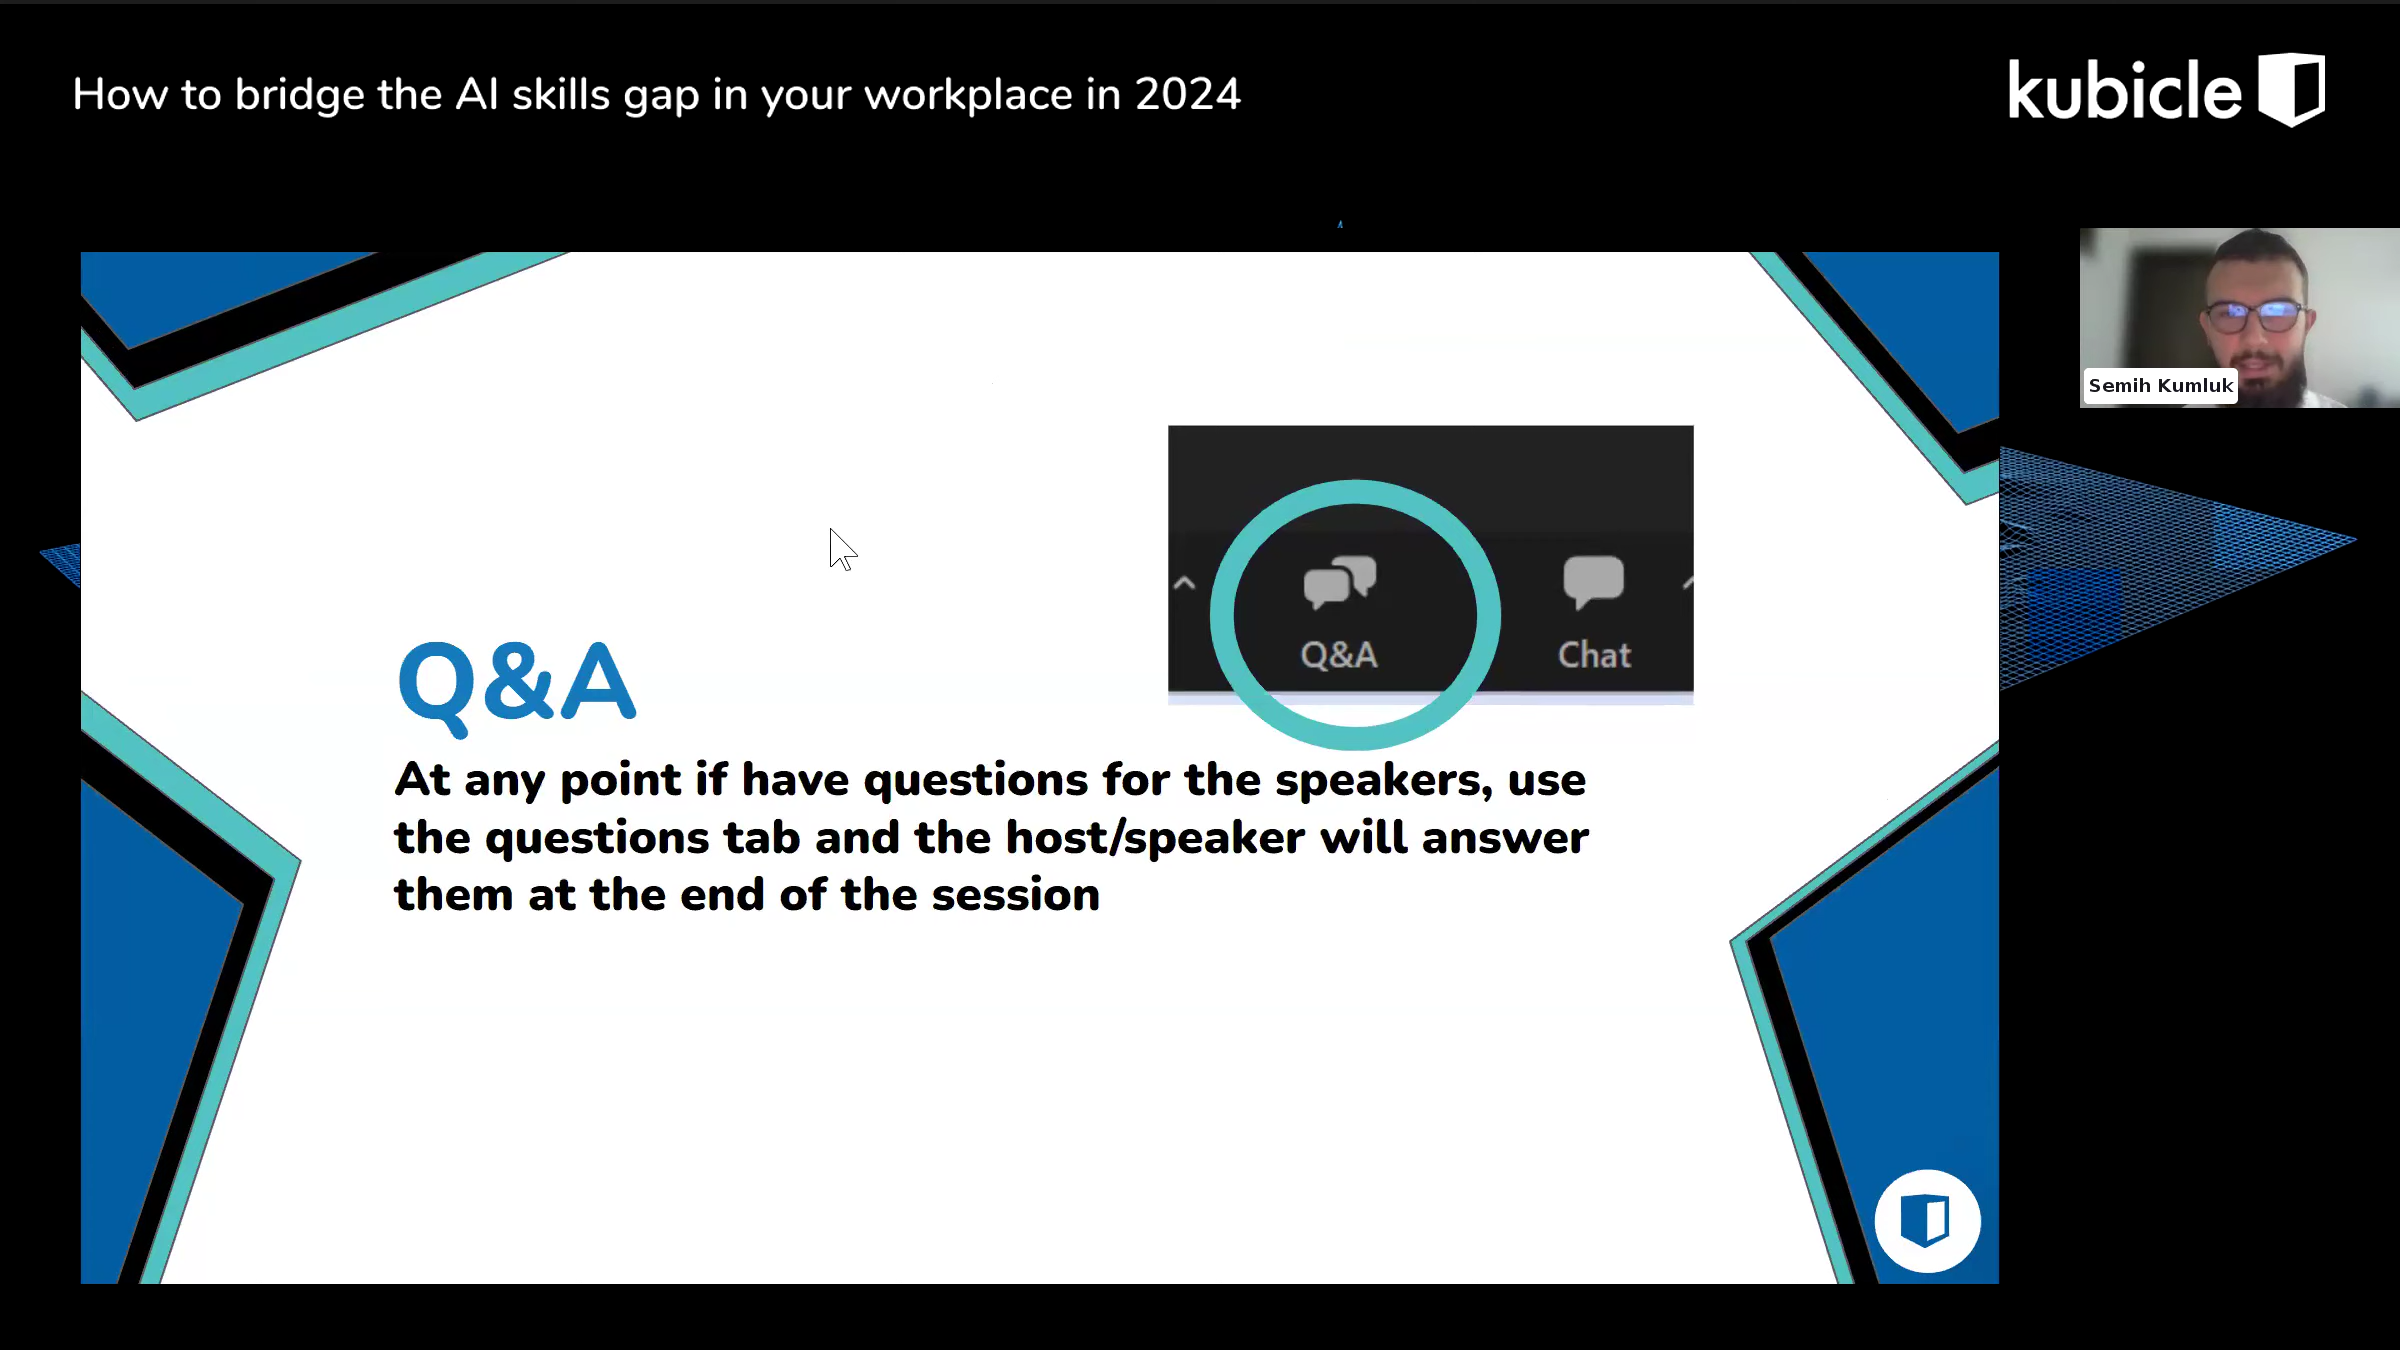 How to bridge the AI skills gap in your workplace in 2024
kubicle
Semih Kumluk
Q&A
Chat
Q&A
At any point if have questions for the speakers, use
the questions tab and the host/speaker will answer
them at the end of the session